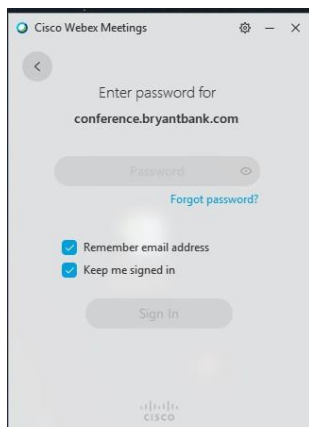 Cisco Webex Meetings
Enter password for
conference.bryantbank.com
Password
Forgot password?
Remember email address
Keep me signed in
Sign In
CISCO